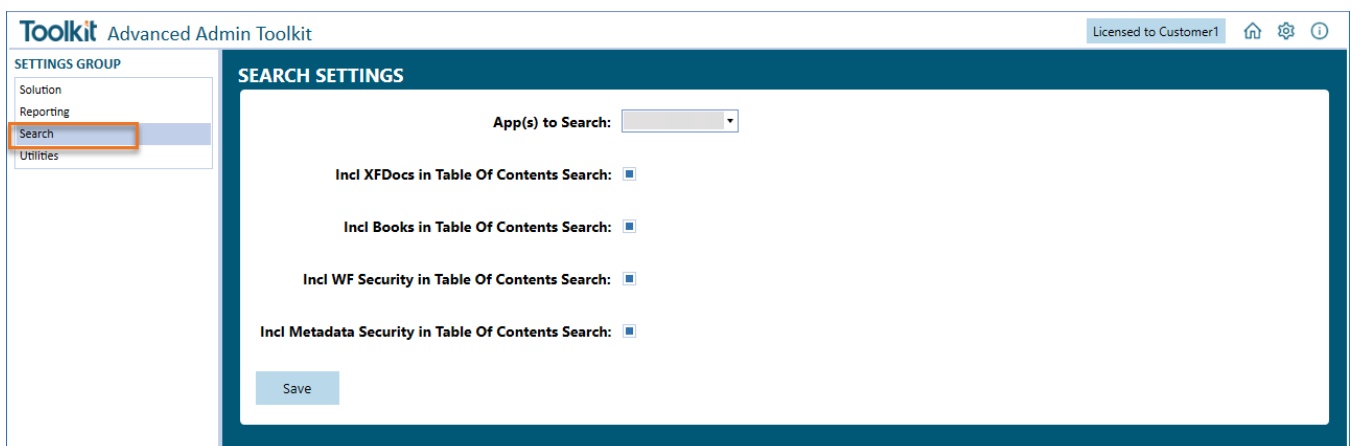 Toolkit Advanced Admin Toolkit
Licensed to Customer1
SETTINGS GROUP
Solution
Reporting
Search
Utilities
SEARCH SETTINGS
App(s) to Search:
Incl XFDocs in Table Of Contents Search:
Incl Books in Table Of Contents Search:
Incl WF Security in Table Of Contents Search:
Incl Metadata Security in Table Of Contents Search:
Save